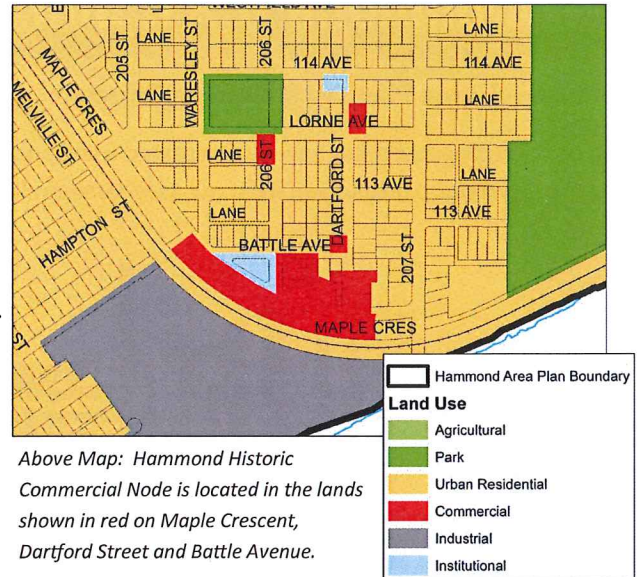 206 ST
205 ST
WARESLEY ST
LANE
LANE
114 AVE
114 AVE
MAPLE CRES
LANE
LANE
MELVILLE ST
LORNE AVE
LANE
206 ST
DARTFORD ST
LANE
113 AVE
LANE
113 AVE
HAMPTON ST
BATTLE AVE
207 ST
MAPLE CRES
ST
Hammond Area Plan Boundary
Land Use
Agricultural
Park
Urban Residential
Commercial
Industrial
Institutional
Above Map: Hammond Historic
Commercial Node is located in the lands
shown in red on Maple Crescent,
Dartford Street and Battle Avenue.